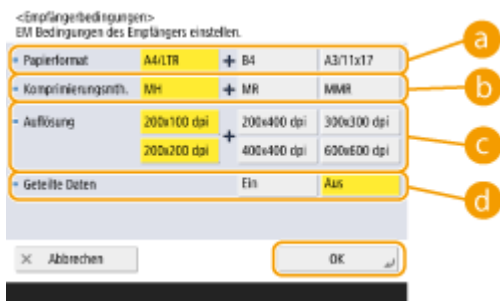 <Empfängerbedingungen>
EM Bedingungen des Empfängers einstellen.
Papierformat A4/LTR + B4 A3/11x17 a
Komprimierungsmth. MH + MR MMR b
Auflösung 200x100 dpi + 200x400 dpi 300x300 dpi c
200x200 dpi 400x400 dpi 600x600 dpi
Geteilte Daten Ein Aus d
× Abbrechen OK